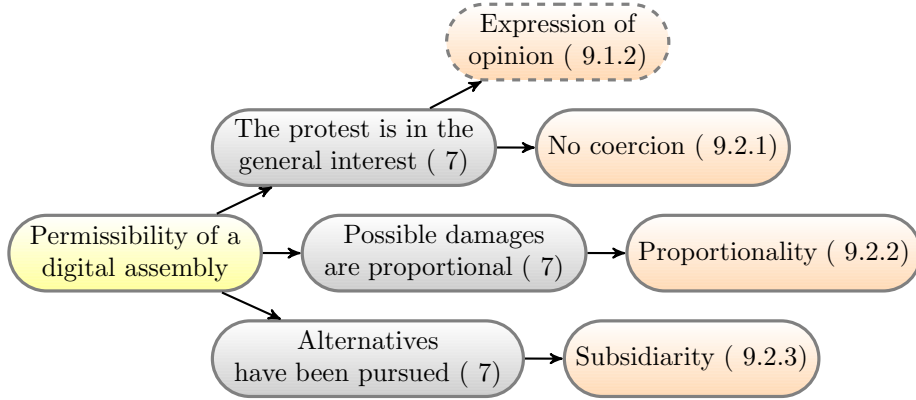 Expression of
opinion ( 9.1.2)
The protest is in the
general interest ( 7)
No coercion ( 9.2.1)
Permissibility of a
digital assembly
Possible damages
are proportional ( 7)
Proportionality ( 9.2.2)
Alternatives
have been pursued ( 7)
Subsidiarity ( 9.2.3)